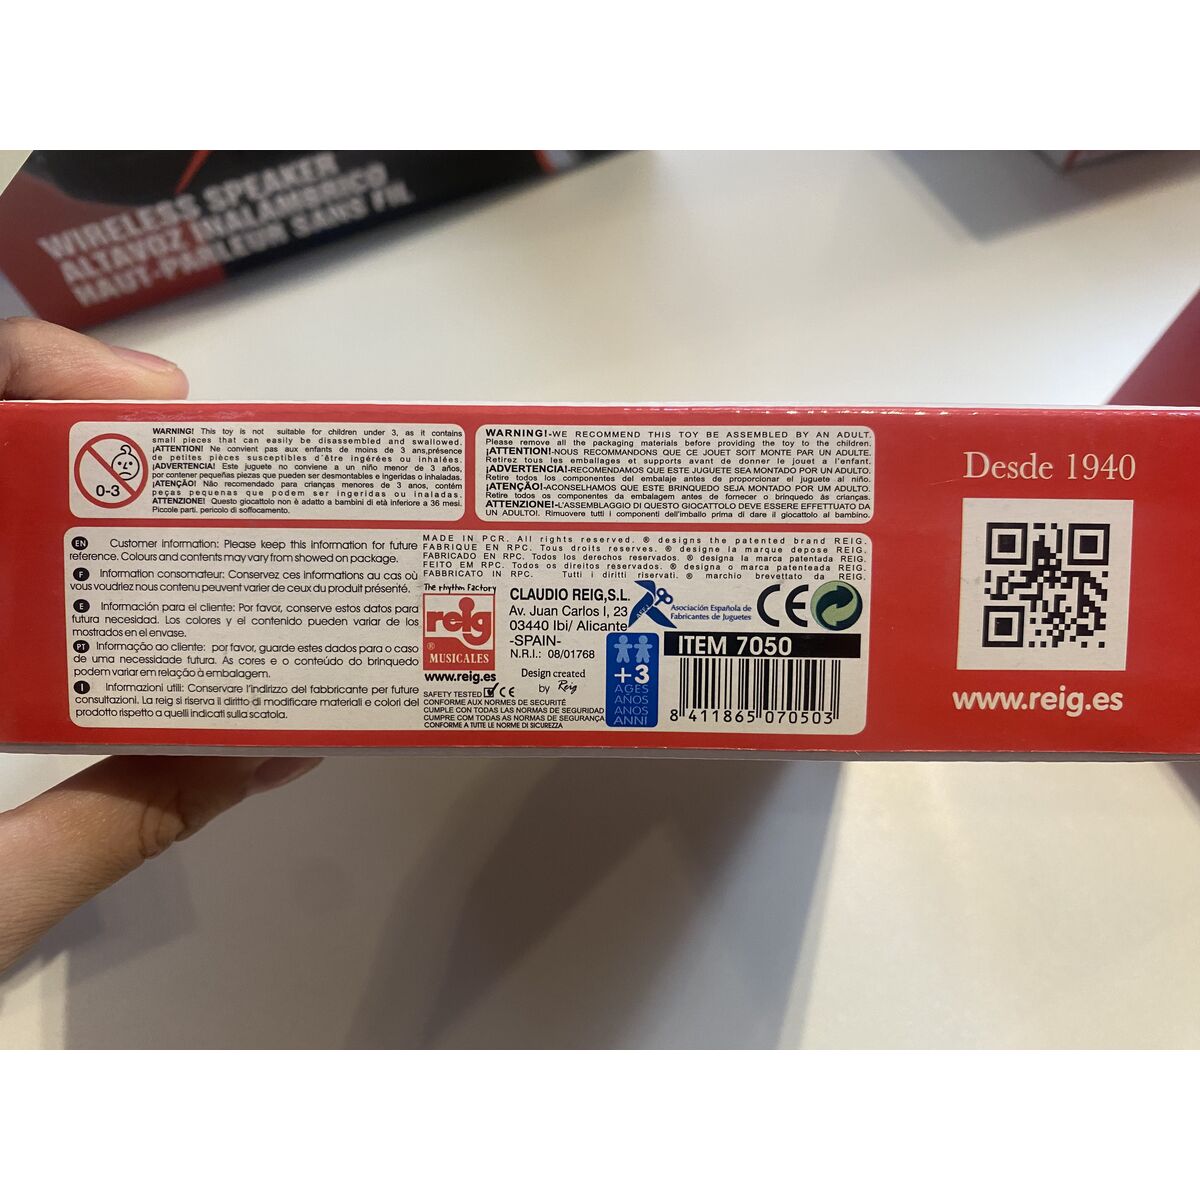 WIRELESS SPEAKER
ALTAVOZ INALÁMBRICO
HAUT-PARLEUR SANS FIL
0-3
WARNING! This toy is not suitable for children under 3, as it contains
small pieces that can easily be disassembled and swallowed.
¡ATTENTION! Ne convient pas aux enfants de moins de 3 ans,présence
de petites pièces susceptibles d'être ingérées ou inhalées.
¡ADVERTENCIA! Este juguete no conviene a un niño menor de 3 años,
por contener pequeñas piezas que pueden ser desmontables e ingeridas o inhaladas.
¡ATENÇÃO! Não recomendado para crianças menores de 3 anos, contém
peças pequenas que podem ser ingeridas ou inaladas.
ATTENZIONE! Questo giocattolo non è adatto a bambini di età inferiore a 36 mesi.
Piccole parti, pericolo di soffocamento.
WARNING!-WE RECOMMEND THIS TOY BE ASSEMBLED BY AN ADULT.
Please remove all the packaging materials before providing the toy to the children.
¡ATTENTION!-NOUS RECOMMANDONS QUE CE JOUET SOIT MONTE PAR UN ADULTE.
Retirez tous les embalages et supports avant de donner le jouet a l'enfant.
¡ADVERTENCIA!-RECOMENDAMOS QUE ESTE JUGUETE SEA MONTADO POR UN ADULTO.
Retire todos los componentes del embalaje antes de proporcionar el juguete al niño.
¡ATENÇÃO!-ACONSELHAMOS QUE ESTE BRINQUEDO SEJA MONTADO POR UM ADULTO.
Retire todos os componentes da embalagem antes de fornecer o brinquedo às crianças.
ATTENZIONE!-L'ASSEMBLAGGIO DI QUESTO GIOCATTOLO DEVE ESSERE EFFETTUATO DA
UN ADULTO!. Rimuovere tutti i componenti dell'imballo prima di dare il giocattolo al bambino.
EN Customer information: Please keep this information for future
reference. Colours and contents may vary from showed on package.
F Information consomateur: Conservez ces informations au cas où
vous voudriez nous contenu peuvent varier de ceux du produit présenté.
E Información para el cliente: Por favor, conserve estos datos para
futura necesidad. Los colores y el contenido pueden variar de los
mostrados en el envase.
PT Informação ao cliente: por favor, guarde estes dados para o caso
de uma necessidade futura. As cores e o conteúdo do brinquedo
podem variar em relação à embalagem.
I Informazioni utili: Conservare l'indirizzo del fabbricante per future
consultazioni. La reig si riserva il diritto di modificare materiali e colori del
prodotto rispetto a quelli indicati sulla scatola.
MADE IN PCR. All rights reserved. ® designs the patented brand REIG.
FABRIQUE EN RPC. Tous droits reserves. ® designe la marque depose REIG.
FABRICADO EN RPC. Todos los derechos reservados. ® designa la marca patentada REIG.
FEITO EM RPC. Todos os direitos reservados. ® designa o marca patenteada REIG.
FABBRICATO IN RPC. Tutti i diritti riservati. ® marchio brevettato da REIG.
The rhythm Factory
reig
® MUSICALES
www.reig.es
CLAUDIO REIG,S.L.
Av. Juan Carlos I, 23
03440 Ibi/ Alicante
-SPAIN-
N.R.I.: 08/01768
Design created
by Reig
SAFETY TESTED CE
CONFORME AUX NORMES DE SECURITÉ
CUMPLE CON TODAS LAS NORMAS DE SEGURIDAD
CUMPRE COM TODAS AS NORMAS DE SEGURANÇA
CONFORME A TUTTE LE NORME DI SICUREZZA
Asociación Española de
Fabricantes de Juguetes
CE
+3
AGES
AÑOS
ANOS
ANNI
ITEM 7050
8 411865 070503
Desde 1940
www.reig.es